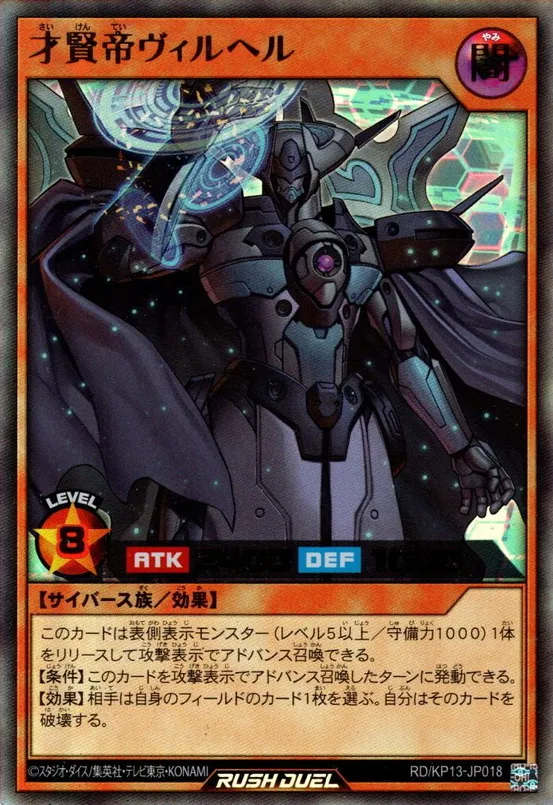 さいけんてい
才賢帝ヴィルヘル
やみ
闇
LEVEL
8
ATK
DEF
【サイバース族／効果】
このカードは表側表示モンスター（レベル5以上／守備力1000）1体
をリリースして攻撃表示でアドバンス召喚できる。
【条件】このカードを攻撃表示でアドバンス召喚したターンに発動できる。
【効果】相手は自身のフィールドのカード1枚を選ぶ。自分はそのカードを
破壊する。
©スタジオ・ダイス/集英社・テレビ東京・KONAMI
RUSH DUEL
RD/KP13-JP018